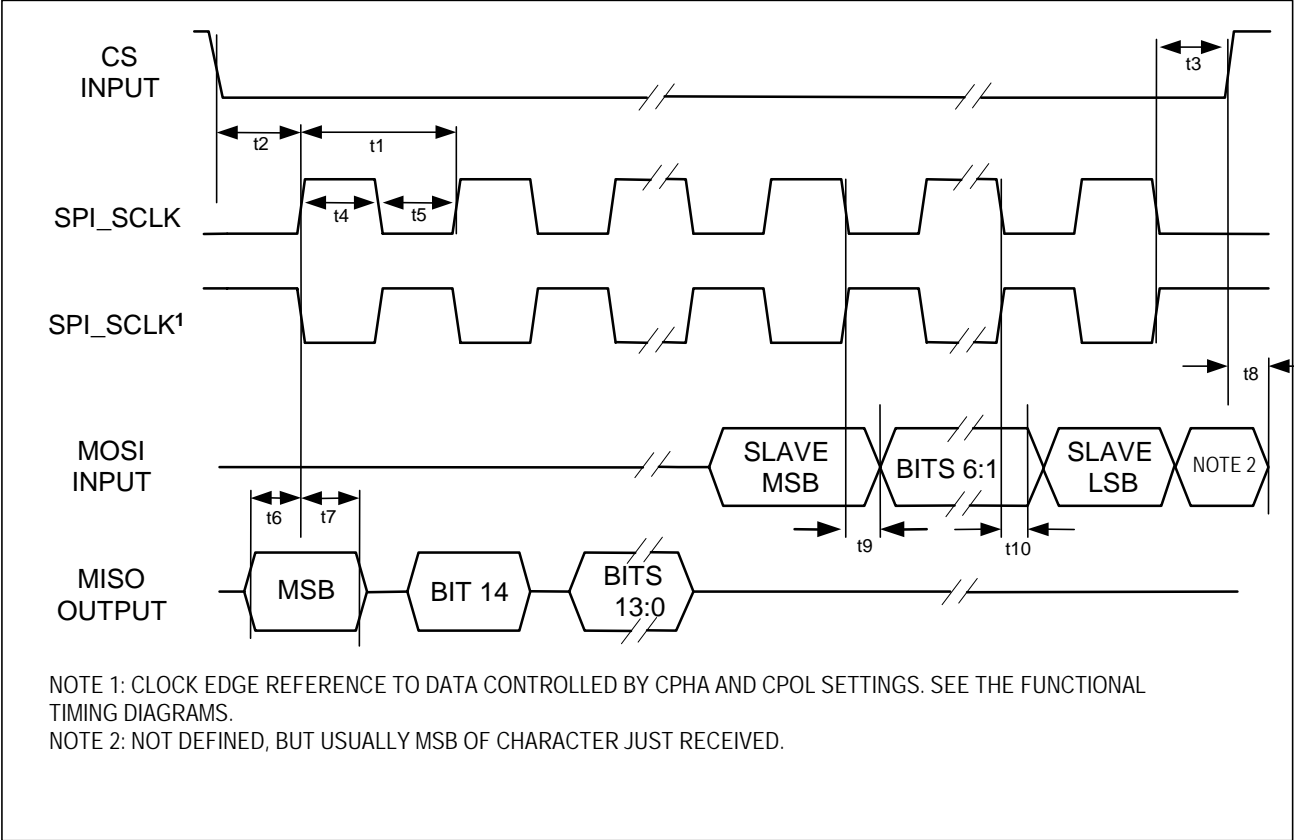 CS
INPUT
t3
t2
t1
SPI_SCLK
t4
t5
SPI_SCLK¹
t8
MOSI
INPUT
SLAVE
MSB
BITS 6:1
SLAVE
LSB
NOTE 2
t6
t7
t9
t10
MISO
OUTPUT
MSB
BIT 14
BITS
13:0
NOTE 1: CLOCK EDGE REFERENCE TO DATA CONTROLLED BY CPHA AND CPOL SETTINGS. SEE THE FUNCTIONAL
TIMING DIAGRAMS.
NOTE 2: NOT DEFINED, BUT USUALLY MSB OF CHARACTER JUST RECEIVED.